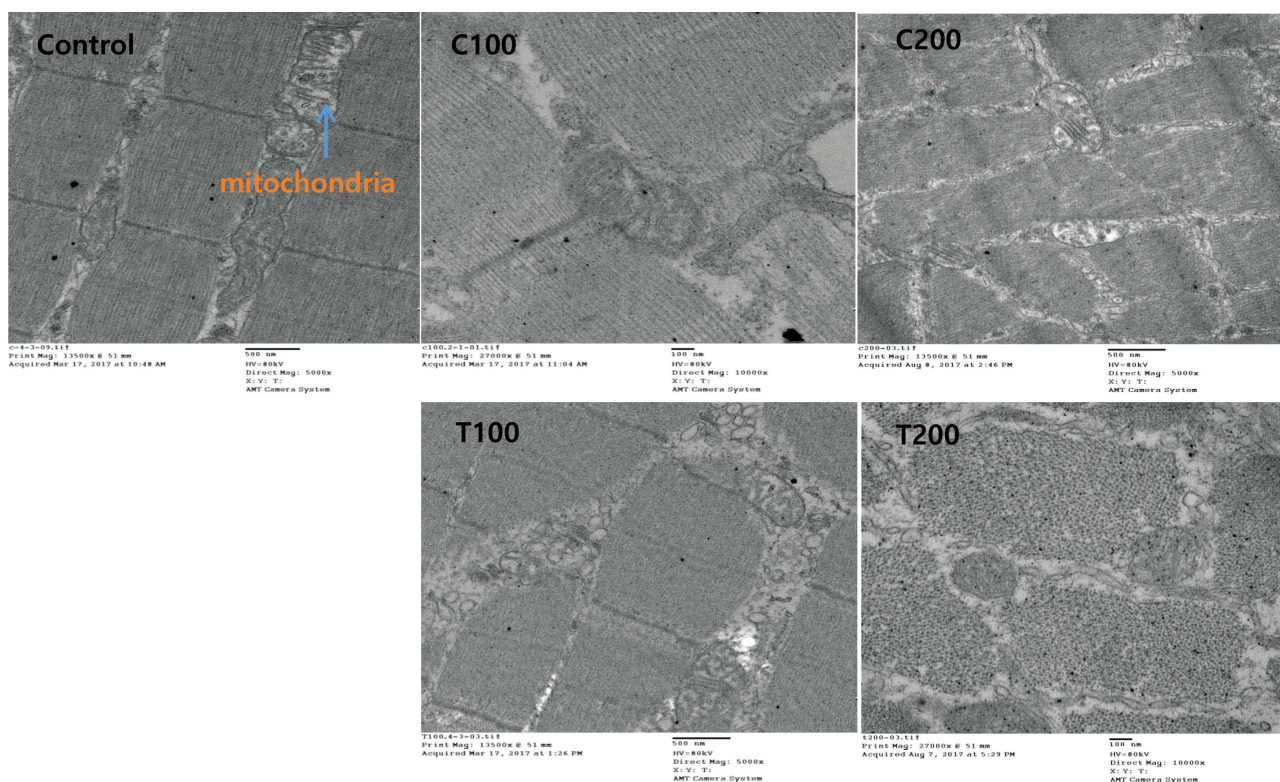 Control
mitochondria
c-4-3-09.tif
Print Mag: 13500x @ 51 mm
Acquired Mar 17, 2017 at 10:48 AM
500 nm
HV=80kV
Direct Mag: 5000x
X: Y: T:
AMT Camera System
C100
c100.2-1-01.tif
Print Mag: 27000x @ 51 mm
Acquired Mar 17, 2017 at 11:04 AM
100 nm
HV=80kV
Direct Mag: 10000x
X: Y: T:
AMT Camera System
C200
c200-03.tif
Print Mag: 13500x @ 51 mm
Acquired Aug 8, 2017 at 2:46 PM
500 nm
HV=80kV
Direct Mag: 5000x
X: Y: T:
AMT Camera System
T100
T100.4-3-03.tif
Print Mag: 13500x @ 51 mm
Acquired Mar 17, 2017 at 1:26 PM
500 nm
HV=80kV
Direct Mag: 5000x
X: Y: T:
AMT Camera System
T200
t200-03.tif
Print Mag: 27000x @ 51 mm
Acquired Aug 7, 2017 at 5:29 PM
100 nm
HV=80kV
Direct Mag: 10000x
X: Y: T:
AMT Camera System